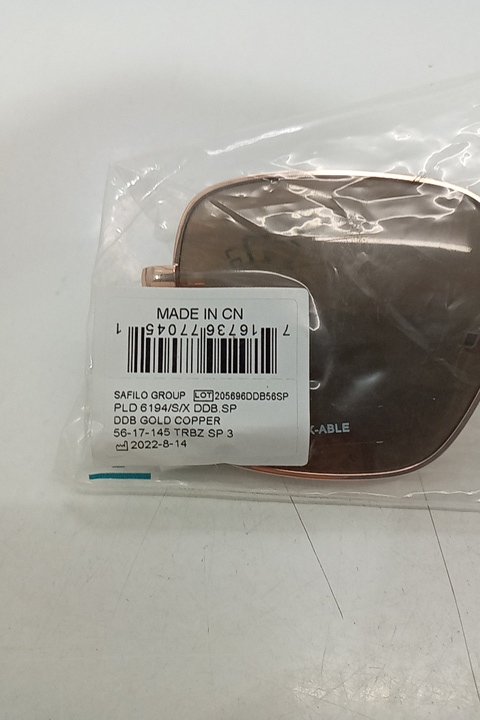 MADE IN CN
7 16736 77045 1
SAFILO GROUP LOT 205696DDB56SP
PLD 6194/S/X DDB.SP
DDB GOLD COPPER
56-17-145 TRBZ SP 3
2022-8-14
X-ABLE